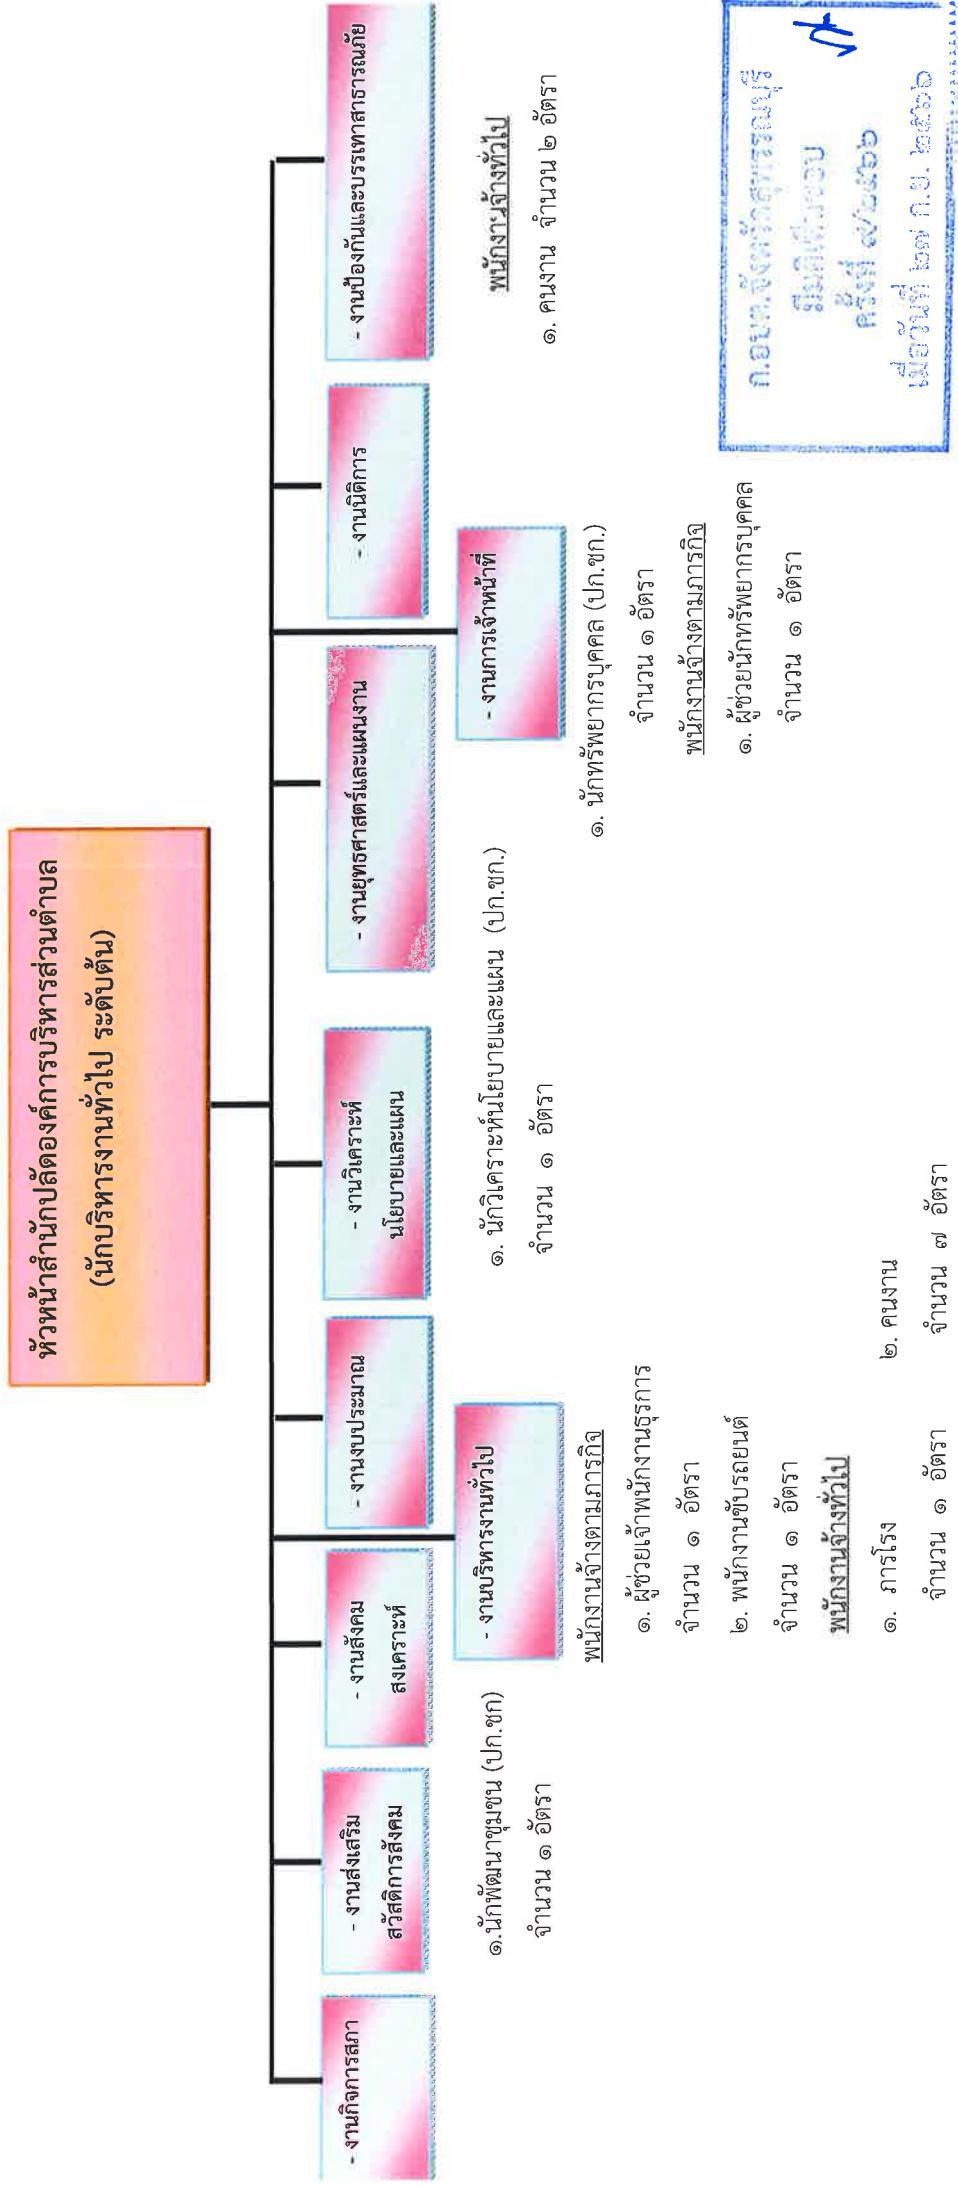 หัวหน้าสำนักปลัดองค์การบริหารส่วนตำบล
(นักบริหารงานทั่วไป ระดับต้น)
- งานกิจการสภา
- งานส่งเสริม
สวัสดิการสังคม
- งานสังคม
สงเคราะห์
- งานงบประมาณ
- งานวิเคราะห์
นโยบายและแผน
- งานยุทธศาสตร์และแผนงาน
- งานนิติการ
- งานป้องกันและบรรเทาสาธารณภัย
- งานบริหารงานทั่วไป
- งานการเจ้าหน้าที่
๑.นักพัฒนาชุมชน (ปก.ชก)
จำนวน ๑ อัตรา
พนักงานจ้างตามภารกิจ
๑. ผู้ช่วยเจ้าพนักงานธุรการ
จำนวน ๑ อัตรา
๒. พนักงานขับรถยนต์
จำนวน ๑ อัตรา
พนักงานจ้างทั่วไป
๑. ภารโรง
จำนวน ๑ อัตรา
๒. คนงาน
จำนวน ๗ อัตรา
๑. นักวิเคราะห์นโยบายและแผน (ปก.ชก.)
จำนวน ๑ อัตรา
๑. นักทรัพยากรบุคคล (ปก.ชก.)
จำนวน ๑ อัตรา
พนักงานจ้างตามภารกิจ
๑. ผู้ช่วยนักทรัพยากรบุคคล
จำนวน ๑ อัตรา
พนักงานจ้างทั่วไป
๑. คนงาน จำนวน ๒ อัตรา
ก.อบต.จังหวัดสุพรรณบุรี
มีมติเห็นชอบ
ครั้งที่ ๙/๒๕๖๖
เมื่อวันที่ ๒๗ ก.ย. ๒๕๖๖